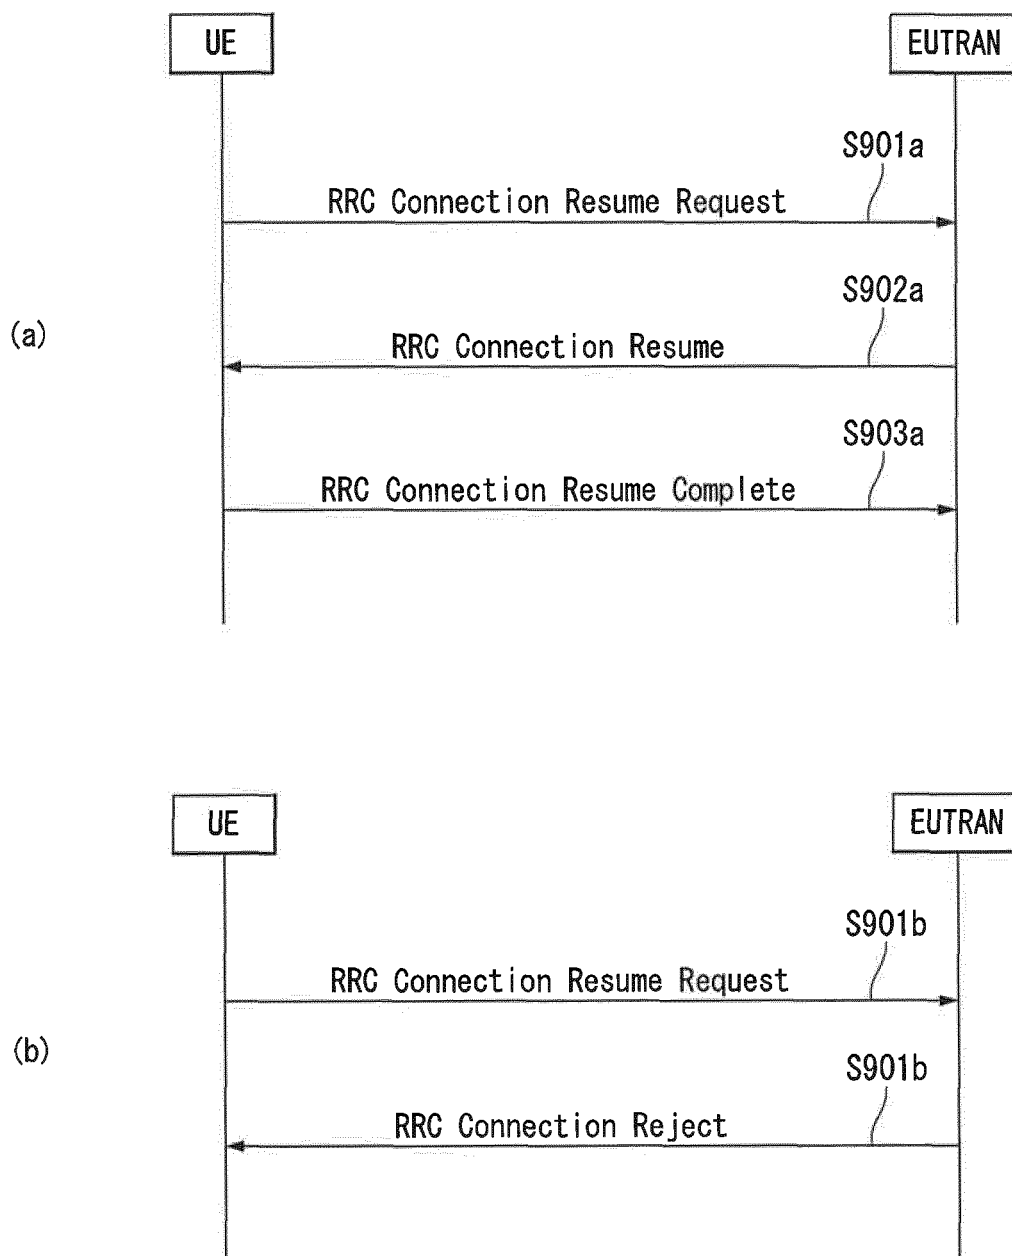 UE
EUTRAN
S901a
RRC Connection Resume Request
S902a
(a)
RRC Connection Resume
S903a
RRC Connection Resume Complete
UE
EUTRAN
S901b
RRC Connection Resume Request
(b)
S901b
RRC Connection Reject